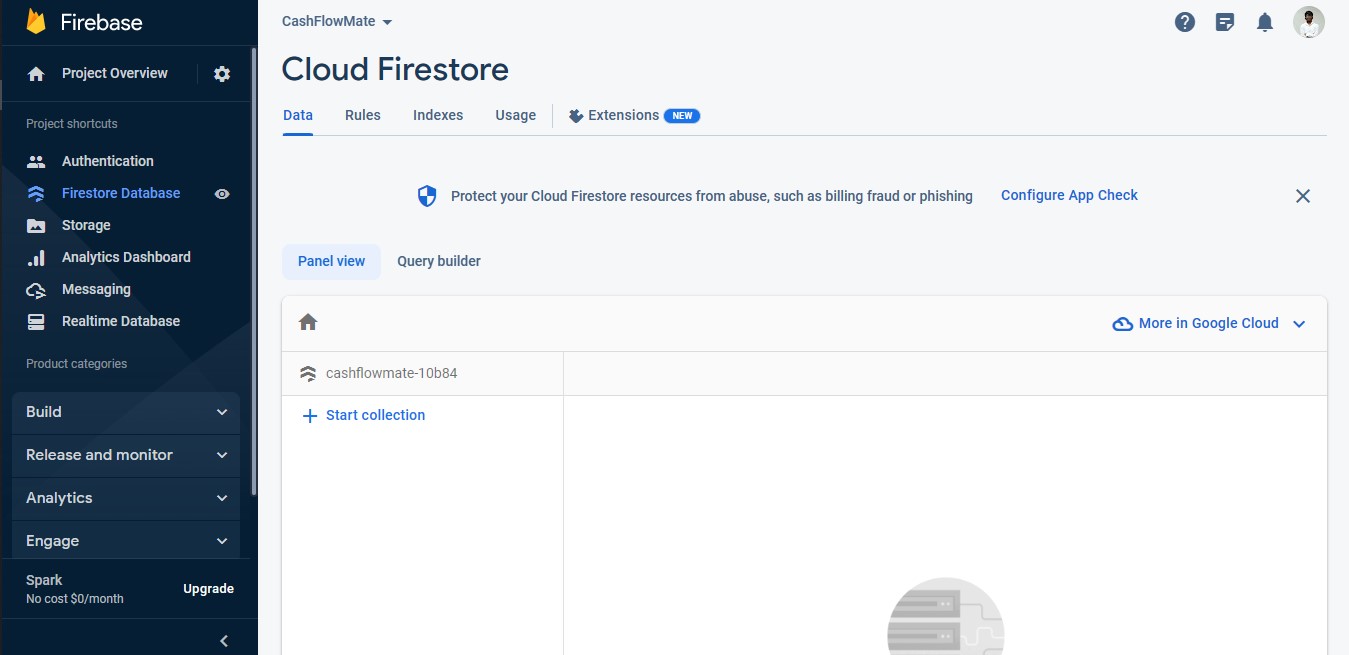 Firebase
Project Overview
Project shortcuts
Authentication
Firestore Database
Storage
Analytics Dashboard
Messaging
Realtime Database
Product categories
Build
Release and monitor
Analytics
Engage
Spark
No cost $0/month
Upgrade
CashFlowMate
Cloud Firestore
Data Rules Indexes Usage Extensions NEW
Protect your Cloud Firestore resources from abuse, such as billing fraud or phishing Configure App Check
Panel view Query builder
More in Google Cloud
cashflowmate-10b84
Start collection